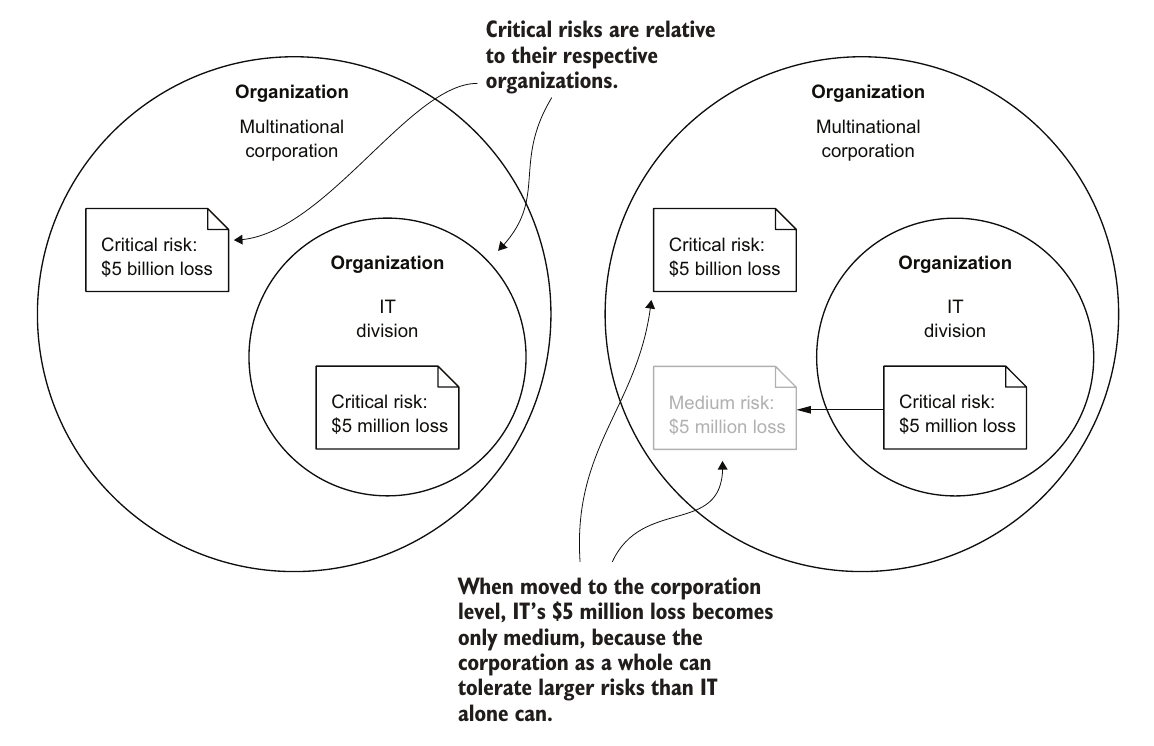 Critical risks are relative
to their respective
organizations.
Organization
Multinational
corporation
Critical risk:
$5 billion loss
Organization
IT
division
Critical risk:
$5 million loss
Organization
Multinational
corporation
Critical risk:
$5 billion loss
Organization
IT
division
Medium risk:
$5 million loss
Critical risk:
$5 million loss
When moved to the corporation
level, IT’s $5 million loss becomes
only medium, because the
corporation as a whole can
tolerate larger risks than IT
alone can.